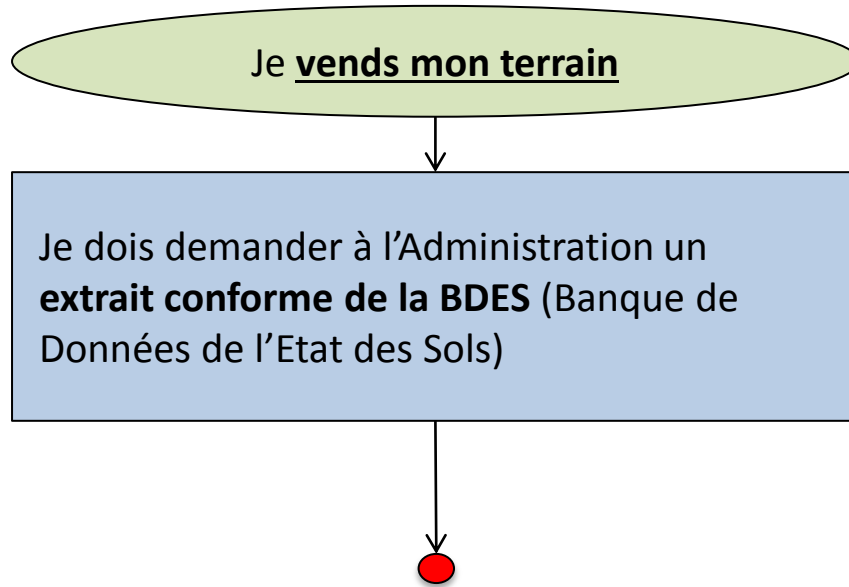 Je vends mon terrain
Je dois demander à l’Administration un
extrait conforme de la BDES (Banque de
Données de l’Etat des Sols)